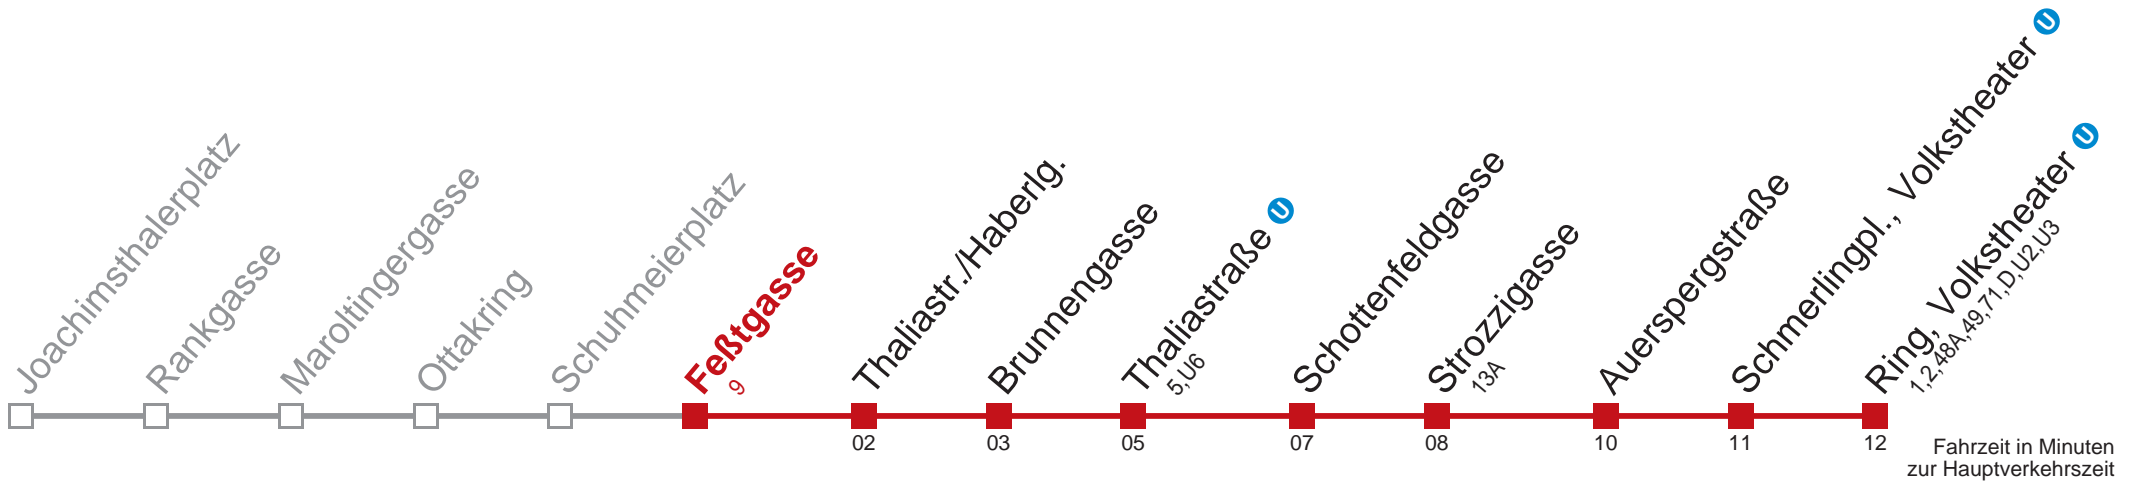 Joachimsthalerplatz
Rankgasse
Maroltingergasse
Ottakring
Schuhmeierplatz
Feßtgasse
9
Thaliastr./Haberlg.
Brunnengasse
Thaliastraße U
5,U6
Schottenfeldgasse
Strozzigasse
13A
Auerspergstraße
Schmerlingpl., Volkstheater U
Ring, Volkstheater U
1,2,48A,49,71,D,U2,U3
02 03 05 07 08 10 11 12
Fahrzeit in Minuten
zur Hauptverkehrszeit